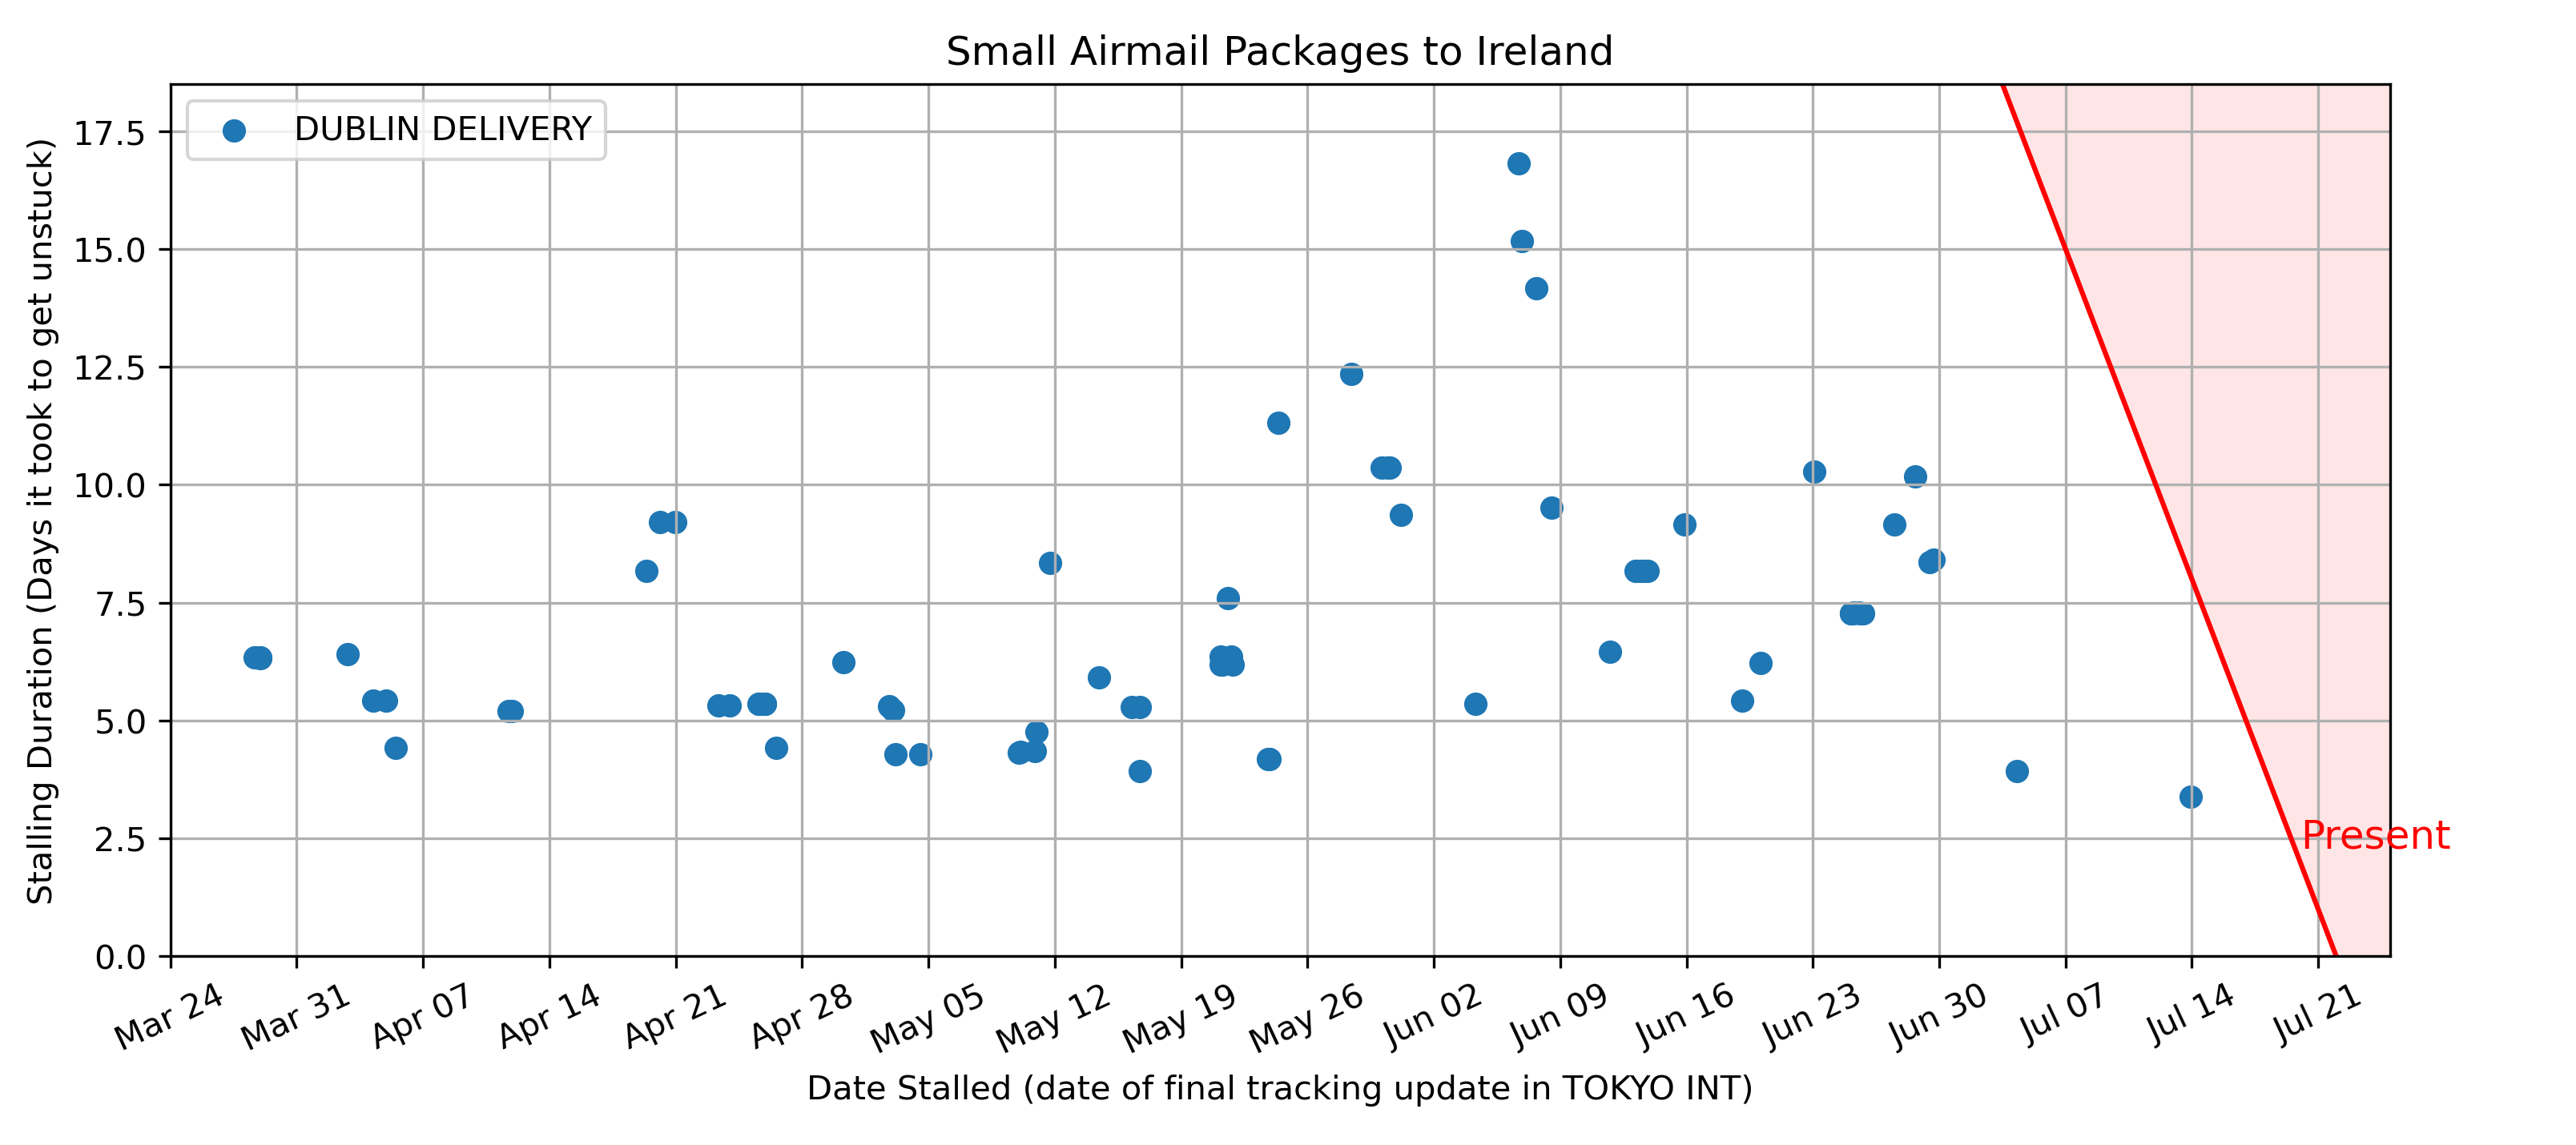 Small Airmail Packages to Ireland
DUBLIN DELIVERY
Stalling Duration (Days it took to get unstuck)
17.5
15.0
12.5
10.0
7.5
5.0
2.5
0.0
Present
Mar 24 Mar 31 Apr 07 Apr 14 Apr 21 Apr 28 May 05 May 12 May 19 May 26 Jun 02 Jun 09 Jun 16 Jun 23 Jun 30 Jul 07 Jul 14 Jul 21
Date Stalled (date of final tracking update in TOKYO INT)